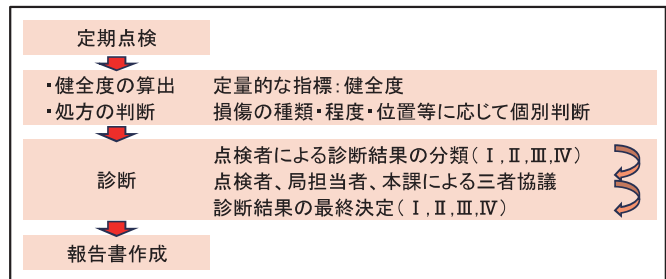 定期点検
・健全度の算出　定量的な指標：健全度
・処方の判断　損傷の種類・程度・位置等に応じて個別判断
点検者による診断結果の分類（Ⅰ,Ⅱ,Ⅲ,Ⅳ）
診断　点検者、局担当者、本課による三者協議
診断結果の最終決定（Ⅰ,Ⅱ,Ⅲ,Ⅳ）
報告書作成